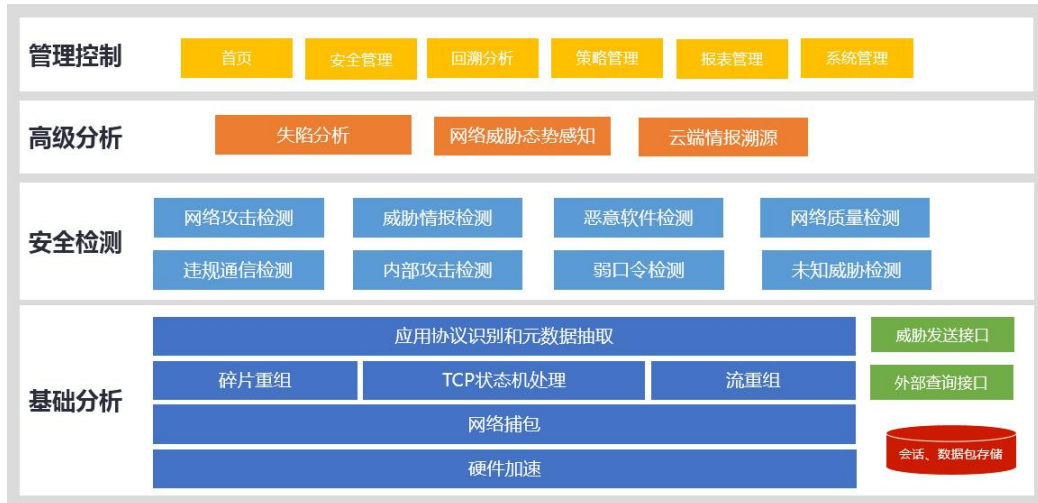 管理控制
首页
安全管理
回溯分析
策略管理
报表管理
系统管理
高级分析
失陷分析
网络威胁态势感知
云端情报溯源
安全检测
网络攻击检测
威胁情报检测
恶意软件检测
网络质量检测
违规通信检测
内部攻击检测
弱口令检测
未知威胁检测
基础分析
应用协议识别和元数据抽取
碎片重组
TCP状态机处理
流重组
网络捕包
硬件加速
威胁发送接口
外部查询接口
会话、数据包存储